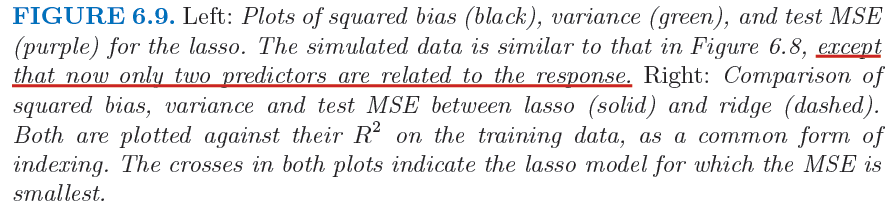 FIGURE 6.9. Left: Plots of squared bias (black), variance (green), and test MSE
(purple) for the lasso. The simulated data is similar to that in Figure 6.8, except
that now only two predictors are related to the response. Right: Comparison of
squared bias, variance and test MSE between lasso (solid) and ridge (dashed).
Both are plotted against their R² on the training data, as a common form of
indexing. The crosses in both plots indicate the lasso model for which the MSE is
smallest.